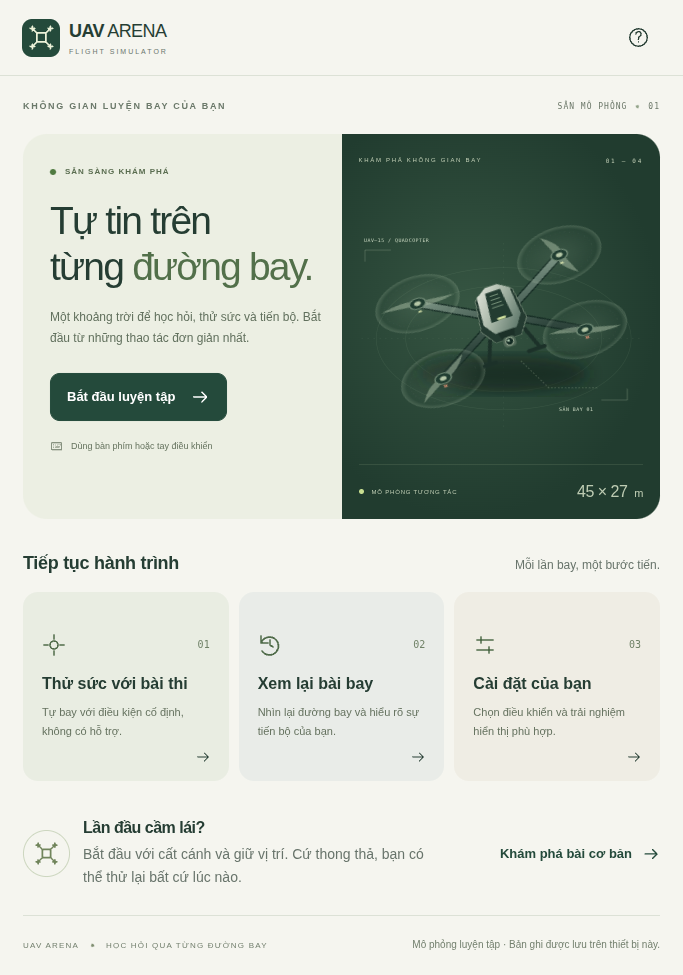 UAV ARENA
FLIGHT SIMULATOR
KHÔNG GIAN LUYỆN BAY CỦA BẠN
SÂN MÔ PHỎNG • 01
SẴN SÀNG KHÁM PHÁ
Tự tin trên
từng đường bay.
Một khoảng trời để học hỏi, thử sức và tiến bộ. Bắt
đầu từ những thao tác đơn giản nhất.
Bắt đầu luyện tập
Dùng bàn phím hoặc tay điều khiển
KHÁM PHÁ KHÔNG GIAN BAY
01 — 04
UAV–15 / QUADCOPTER
SÂN BAY 01
MÔ PHỎNG TƯƠNG TÁC
45 × 27 m
Tiếp tục hành trình
Mỗi lần bay, một bước tiến.
01
Thử sức với bài thi
Tự bay với điều kiện cố định,
không có hỗ trợ.
02
Xem lại bài bay
Nhìn lại đường bay và hiểu rõ sự
tiến bộ của bạn.
03
Cài đặt của bạn
Chọn điều khiển và trải nghiệm
hiển thị phù hợp.
Lần đầu cầm lái?
Bắt đầu với cất cánh và giữ vị trí. Cứ thong thả, bạn có
thể thử lại bất cứ lúc nào.
Khám phá bài cơ bản
UAV ARENA • HỌC HỎI QUA TỪNG ĐƯỜNG BAY
Mô phỏng luyện tập · Bản ghi được lưu trên thiết bị này.